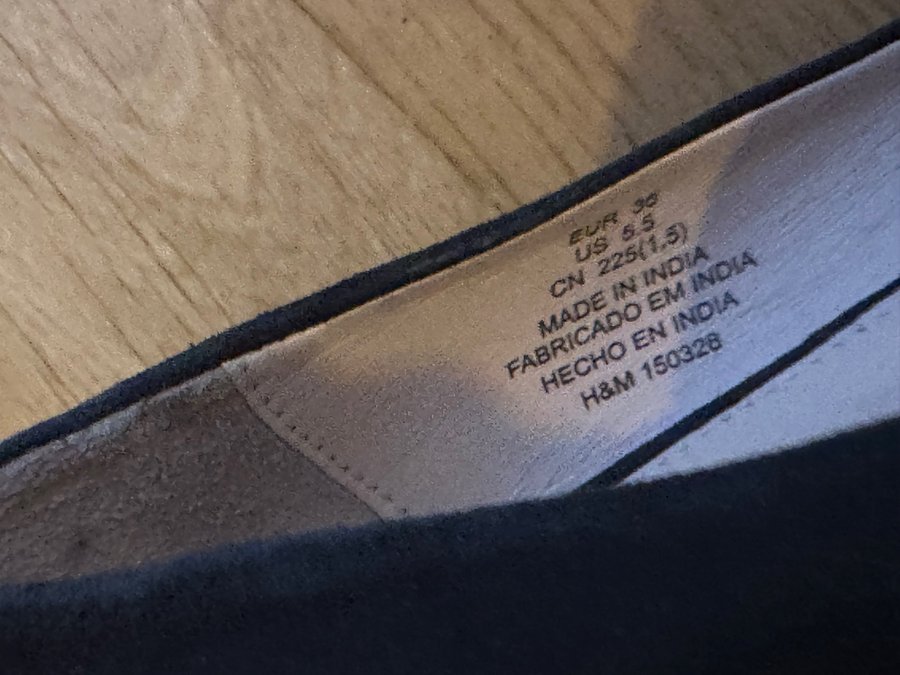 EUR 36
US 5.5
CN 225(1.5)
MADE IN INDIA
FABRICADO EM INDIA
HECHO EN INDIA
H&M 150328